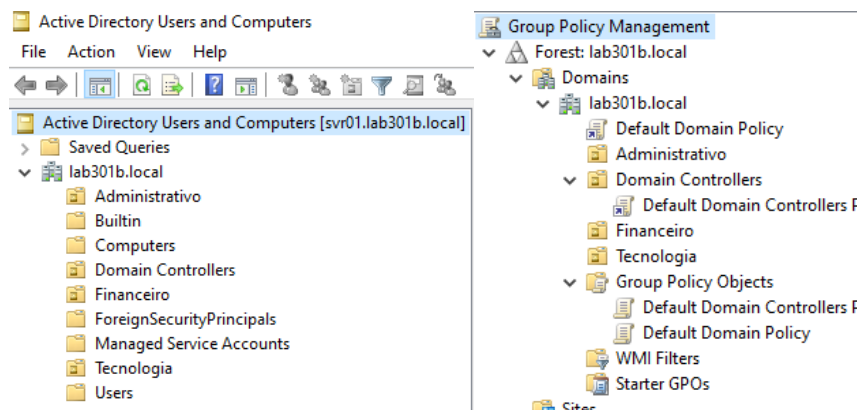 Active Directory Users and Computers
File Action View Help
Active Directory Users and Computers [svr01.lab301b.local]
Saved Queries
lab301b.local
Administrativo
Builtin
Computers
Domain Controllers
Financeiro
ForeignSecurityPrincipals
Managed Service Accounts
Tecnologia
Users
Group Policy Management
Forest: lab301b.local
Domains
lab301b.local
Default Domain Policy
Administrativo
Domain Controllers
Default Domain Controllers P
Financeiro
Tecnologia
Group Policy Objects
Default Domain Controllers P
Default Domain Policy
WMI Filters
Starter GPOs
Sites